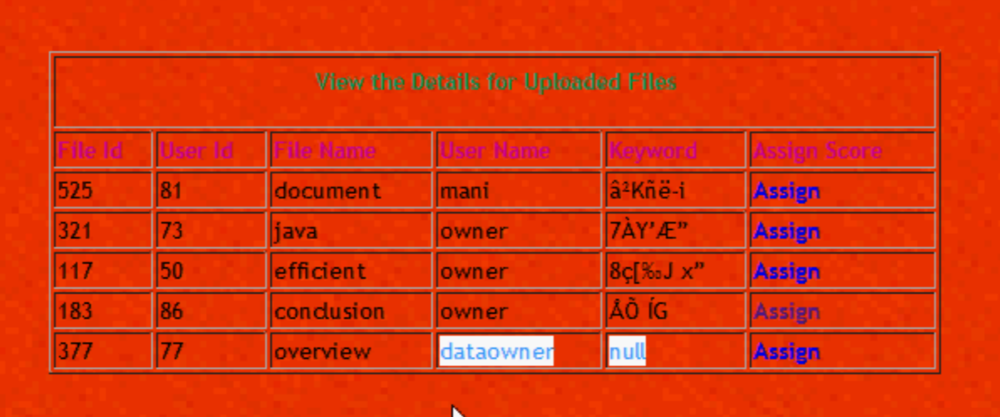 View the Details for Uploaded Files
File Id User Id File Name User Name Keyword Assign Score
525 81 document mani â²Kñë-i Assign
321 73 java owner 7ÀY’Æ” Assign
117 50 efficient owner 8ç[‰J x” Assign
183 86 conclusion owner ÅÕ ÍG Assign
377 77 overview dataowner null Assign